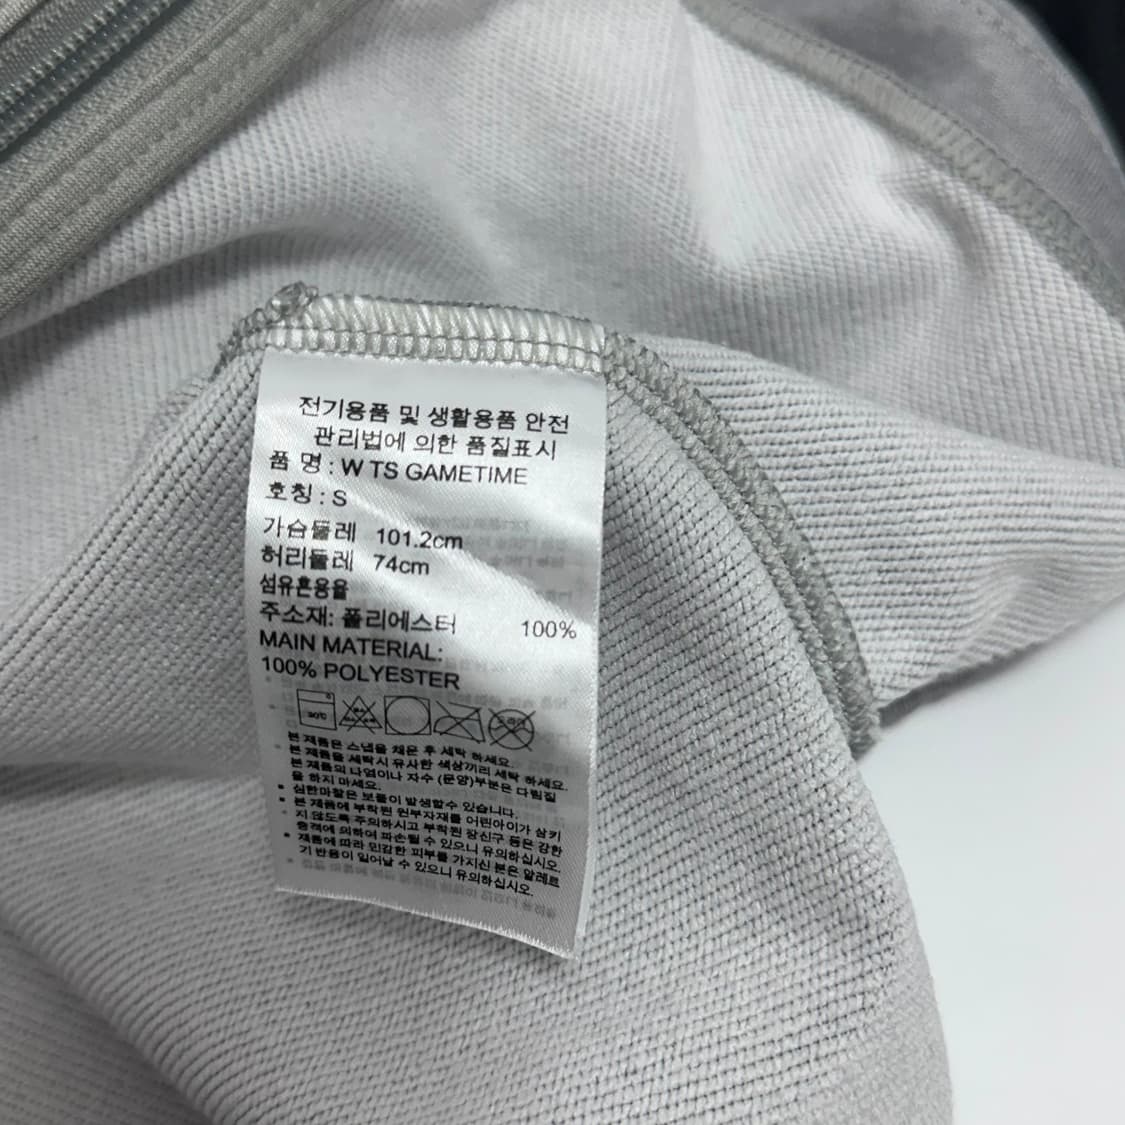 전기용품 및 생활용품 안전
관리법에 의한 품질표시
품 명 : W TS GAMETIME
호칭 : S
가슴둘레 101.2cm
허리둘레 74cm
섬유혼용율
주소재: 폴리에스터 100%
MAIN MATERIAL:
100% POLYESTER
30℃
드라이
본 제품은 스냅을 채운 후 세탁 하세요.
본 제품을 세탁시 유사한 색상끼리 세탁 하세요.
본 제품의 나염이나 자수 (문양)부분은 다림질
을 하지 마세요.
• 심한마찰은 보풀이 발생할수 있습니다.
• 본 제품에 부착된 원부자재를 어린아이가 삼키
지 않도록 주의하시고 부착된 장신구 등은 강한
충격에 의하여 파손될 수 있으니 유의하십시오.
• 제품에 따라 민감한 피부를 가지신 분은 알레르
기 반응이 일어날 수 있으니 유의하십시오.